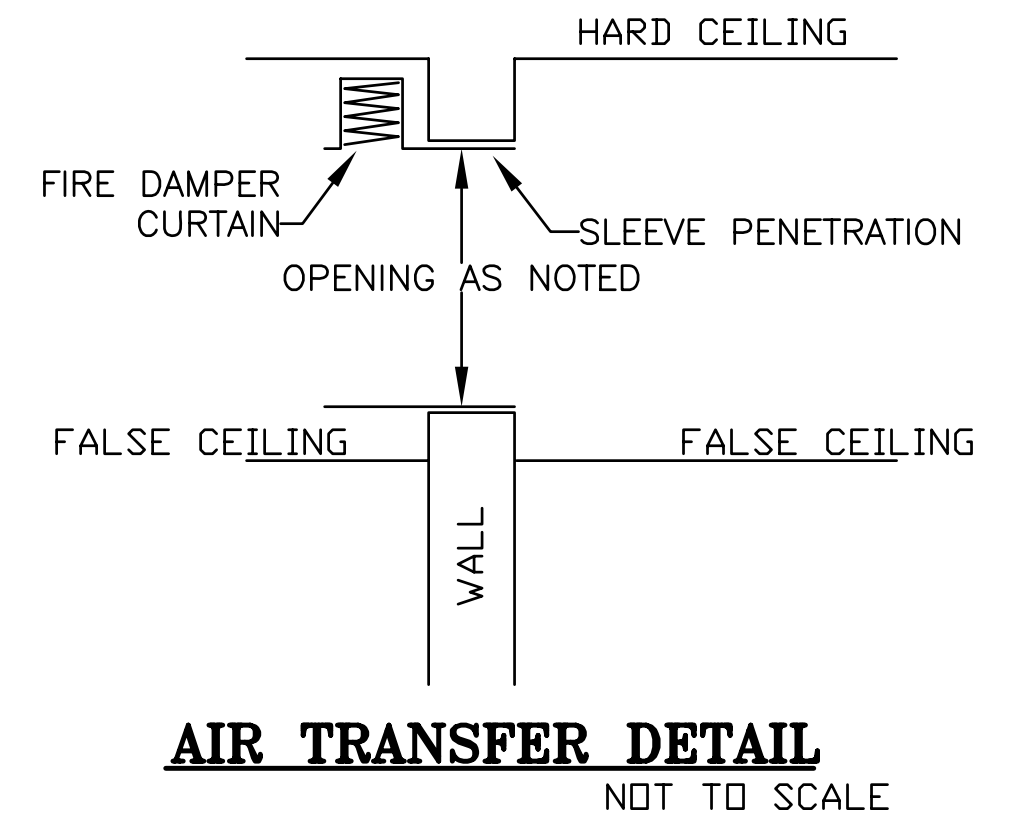 HARD CEILING
FIRE DAMPER
CURTAIN
SLEEVE PENETRATION
OPENING AS NOTED
FALSE CEILING
FALSE CEILING
WALL
AIR TRANSFER DETAIL
NOT TO SCALE